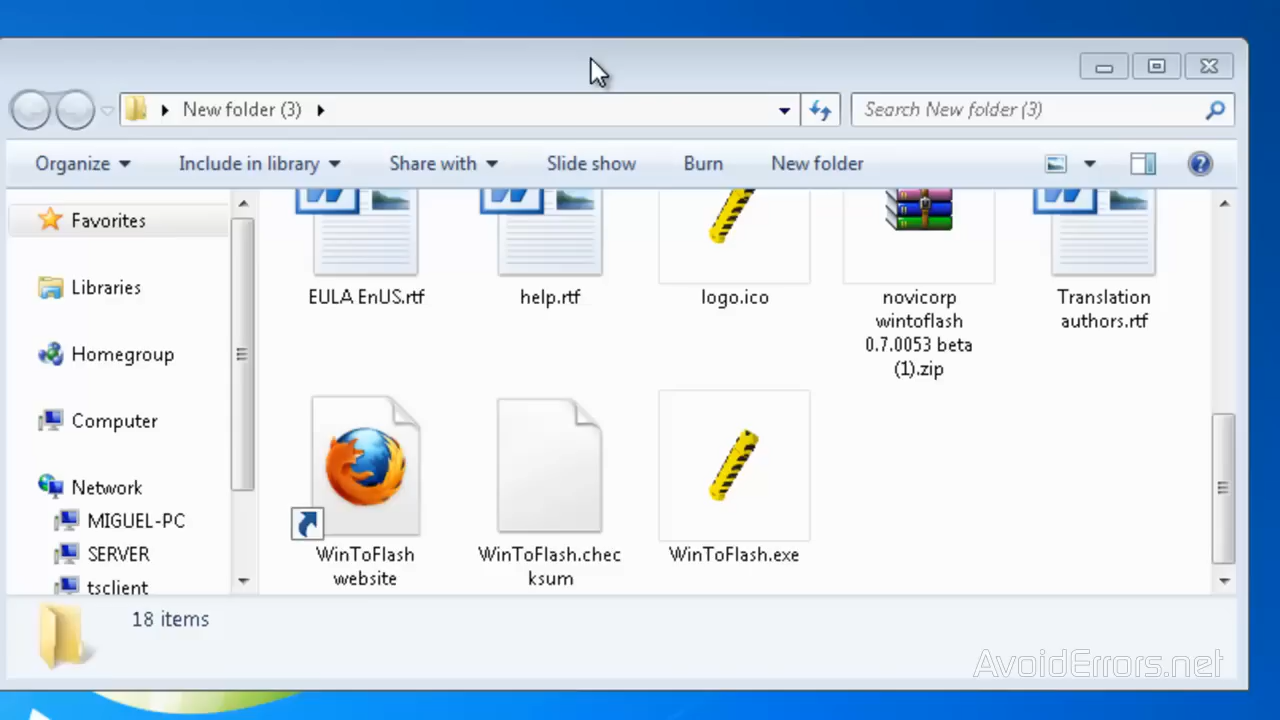 New folder (3)
Search New folder (3)
Organize
Include in library
Share with
Slide show
Burn
New folder
Favorites
Libraries
Homegroup
Computer
Network
MIGUEL-PC
SERVER
tsclient
EULA EnUS.rtf
help.rtf
logo.ico
novicorp
wintoflash
0.7.0053 beta
(1).zip
Translation
authors.rtf
WinToFlash
website
WinToFlash.chec
ksum
WinToFlash.exe
18 items
AvoidErrors.net